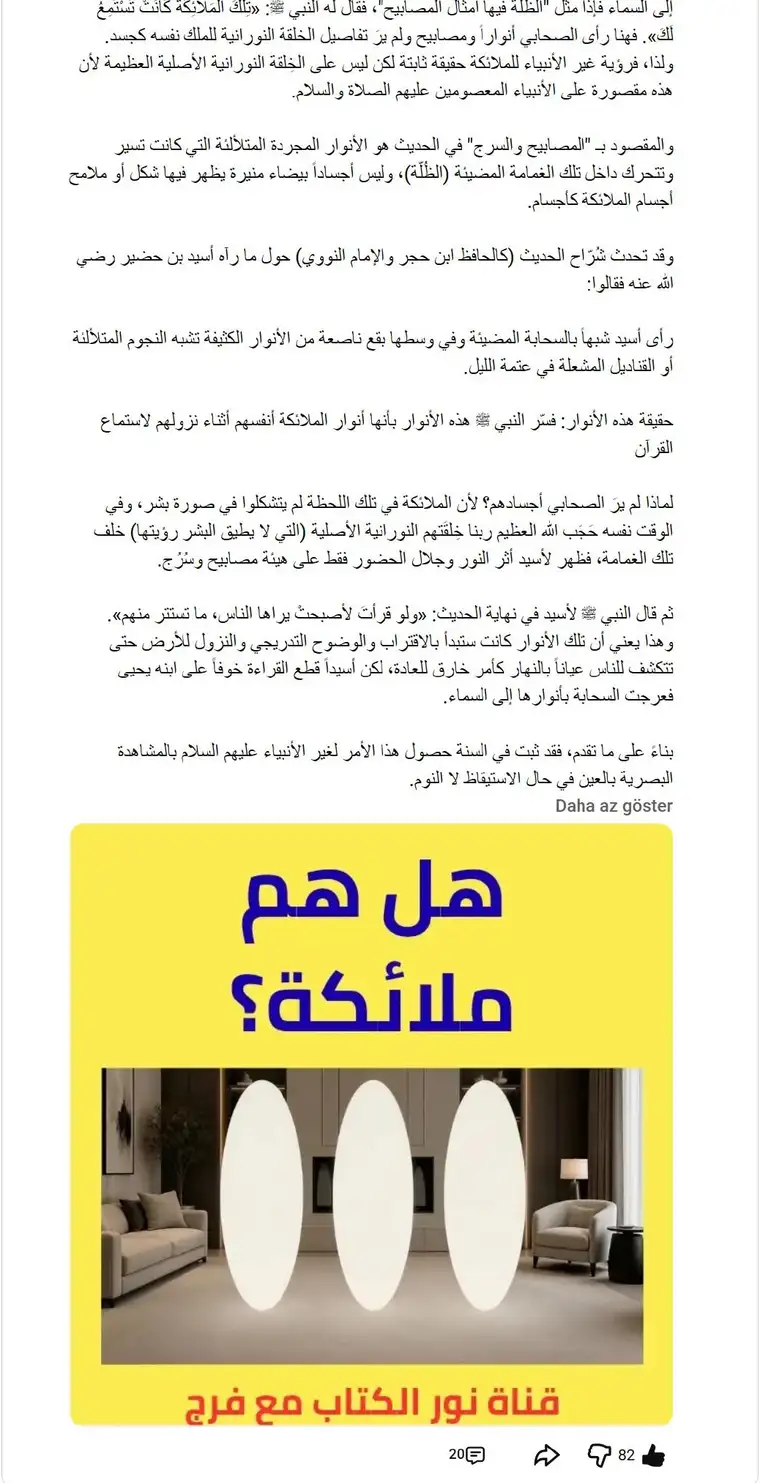 إلى السماء فإذا مثل "الظلة فيها أمثال المصابيح"، فقال له النبي ﷺ: «تِلْكَ المَلَائِكَةُ كَانَتْ تَسْتَمِعُ
لَكَ». فهنا رأى الصحابي أنواراً ومصابيح ولم يرَ تفاصيل الخلقة النورانية للملك نفسه كجسد.
ولذا، فرؤية غير الأنبياء للملائكة حقيقة ثابتة لكن ليس على الخِلقة النورانية الأصلية العظيمة لأن
هذه مقصورة على الأنبياء المعصومين عليهم الصلاة والسلام.
والمقصود بـ "المصابيح والسرج" في الحديث هو الأنوار المجردة المتلألئة التي كانت تسير
وتتحرك داخل تلك الغمامة المضيئة (الظُلَّة)، وليس أجساداً بيضاء منيرة يظهر فيها شكل أو ملامح
أجسام الملائكة كأجسام.
وقد تحدث شُرّاح الحديث (كالحافظ ابن حجر والإمام النووي) حول ما رآه أسيد بن حضير رضي
الله عنه فقالوا:
رأى أسيد شبهاً بالسحابة المضيئة وفي وسطها بقع ناصعة من الأنوار الكثيفة تشبه النجوم المتلألئة
أو القناديل المشعلة في عتمة الليل.
حقيقة هذه الأنوار: فسّر النبي ﷺ هذه الأنوار بأنها أنوار الملائكة أنفسهم أثناء نزولهم لاستماع
القرآن
لماذا لم يرَ الصحابي أجسادهم؟ لأن الملائكة في تلك اللحظة لم يتشكلوا في صورة بشر، وفي
الوقت نفسه حَجَب الله العظيم ربنا خِلقَتهم النورانية الأصلية (التي لا يطيق البشر رؤيتها) خلف
تلك الغمامة، فظهر لأسيد أثر النور وجلال الحضور فقط على هيئة مصابيح وسُرُج.
ثم قال النبي ﷺ لأسيد في نهاية الحديث: «ولو قرأتَ لأصبحتْ يراها الناس، ما تستتر منهم».
وهذا يعني أن تلك الأنوار كانت ستبدأ بالاقتراب والوضوح التدريجي والنزول للأرض حتى
تتكشف للناس عياناً بالنهار كأمر خارق للعادة، لكن أسيداً قطع القراءة خوفاً على ابنه يحيى
فعرجت السحابة بأنوارها إلى السماء.
بناءً على ما تقدم، فقد ثبت في السنة حصول هذا الأمر لغير الأنبياء عليهم السلام بالمشاهدة
البصرية بالعين في حال الاستيقاظ لا النوم.
Daha az göster
هل هم
ملائكة؟
قناة نور الكتاب مع فرج
82
20